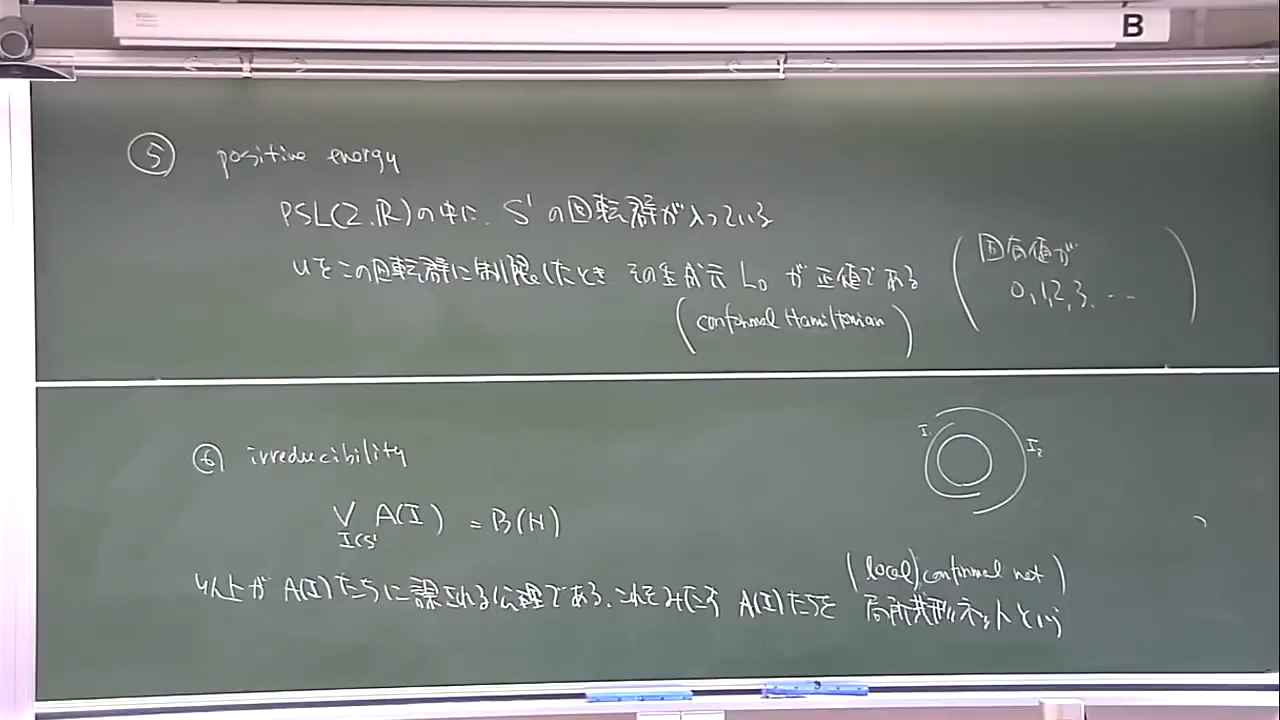 B
⑤ positive energy
PSL(2,R)の中に、S¹の回転群が入っている
Uをこの回転群に制限したとき その生成元 L₀ が正値である
(conformal Hamiltonian)
(固有値が
0,1,2,3,...)
⑥ irreducibility
I₁
I₂
∨ A(I) = B(H)
I⊂S¹
以上が A(I)たちに課される公理である.これをみたす A(I)たちを 局所共形ネットという
((local) conformal net)